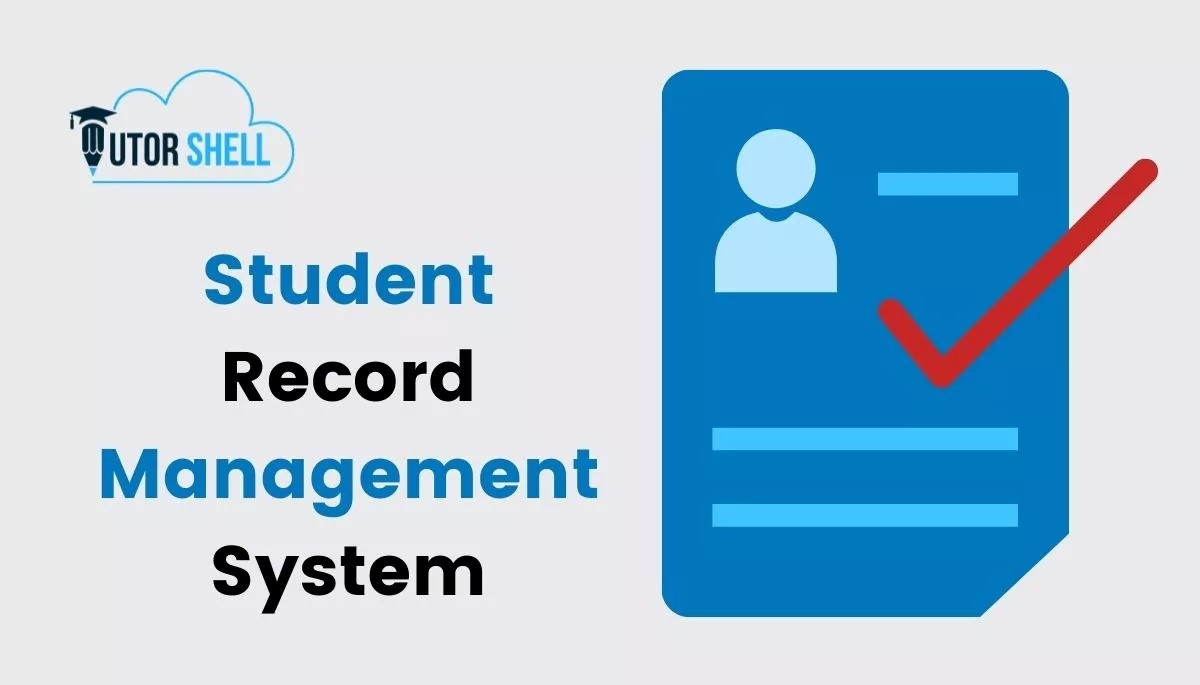 TUTOR SHELL
Student
Record
Management
System